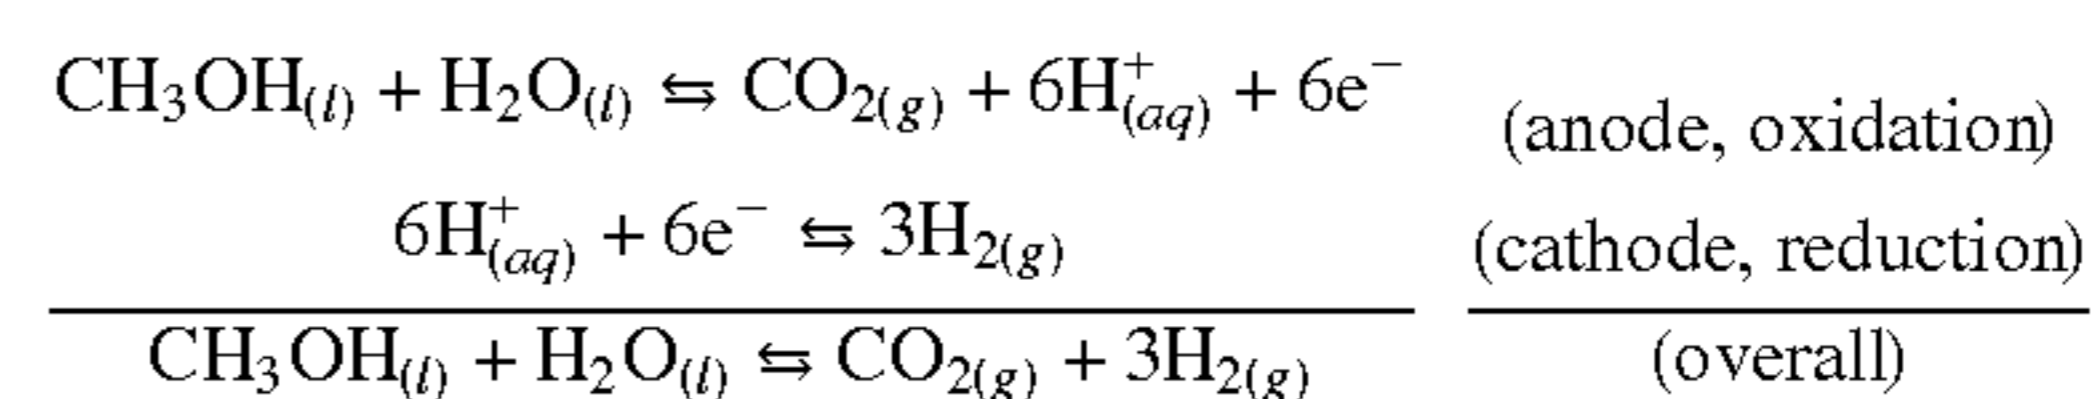 CH₃OH₍l₎ + H₂O₍l₎ ⇆ CO₂₍g₎ + 6H⁺₍aq₎ + 6e⁻ (anode, oxidation)
6H⁺₍aq₎ + 6e⁻ ⇆ 3H₂₍g₎ (cathode, reduction)
CH₃OH₍l₎ + H₂O₍l₎ ⇆ CO₂₍g₎ + 3H₂₍g₎ (overall)